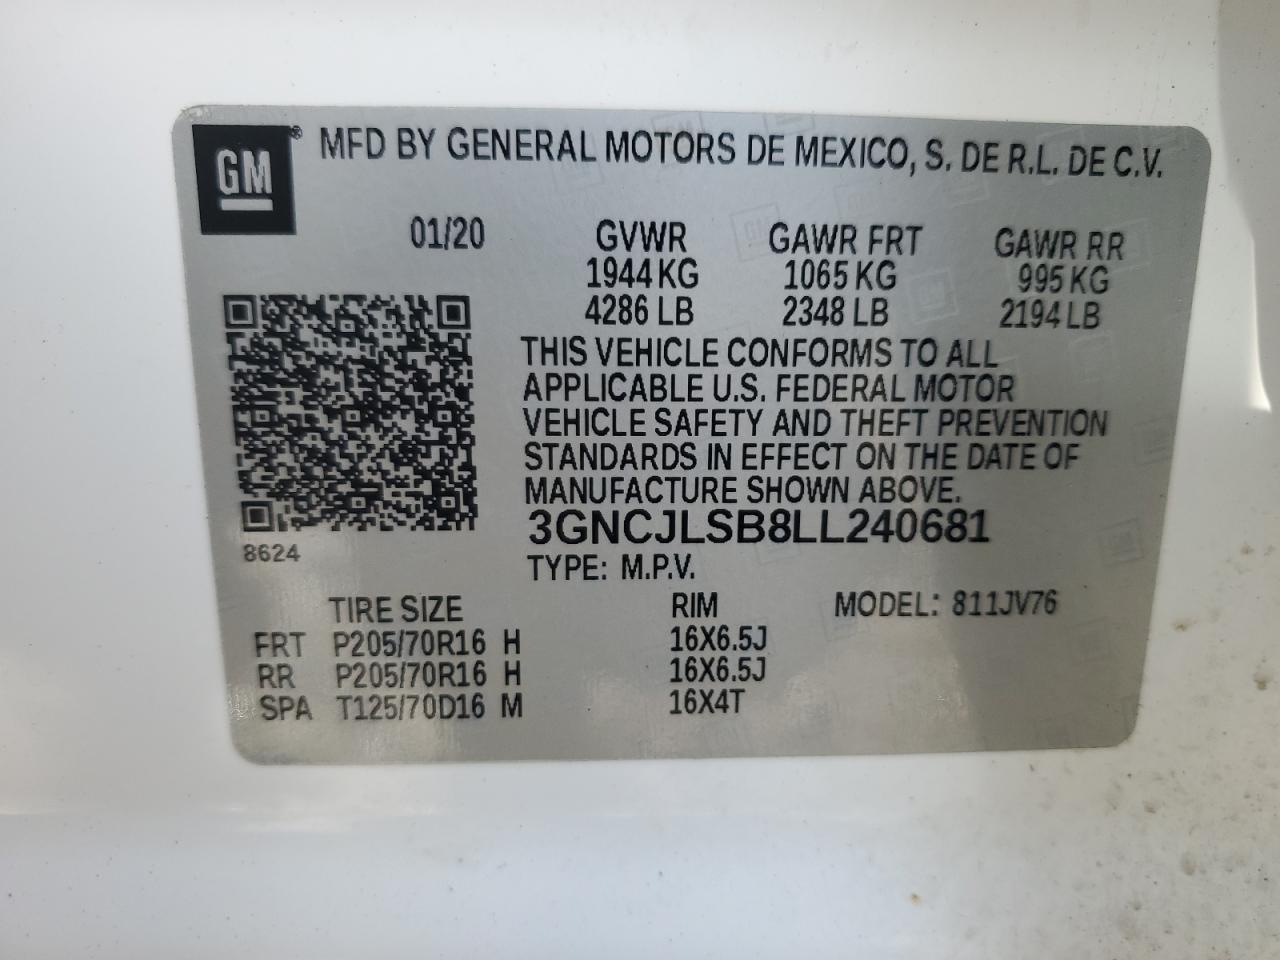 GM® MFD BY GENERAL MOTORS DE MEXICO, S. DE R.L. DE C.V.
01/20 GVWR GAWR FRT GAWR RR
1944 KG 1065 KG 995 KG
4286 LB 2348 LB 2194 LB
THIS VEHICLE CONFORMS TO ALL
APPLICABLE U.S. FEDERAL MOTOR
VEHICLE SAFETY AND THEFT PREVENTION
STANDARDS IN EFFECT ON THE DATE OF
MANUFACTURE SHOWN ABOVE.
3GNCJLSB8LL240681
8624
TYPE: M.P.V.
TIRE SIZE RIM MODEL: 811JV76
FRT P205/70R16 H 16X6.5J
RR P205/70R16 H 16X6.5J
SPA T125/70D16 M 16X4T